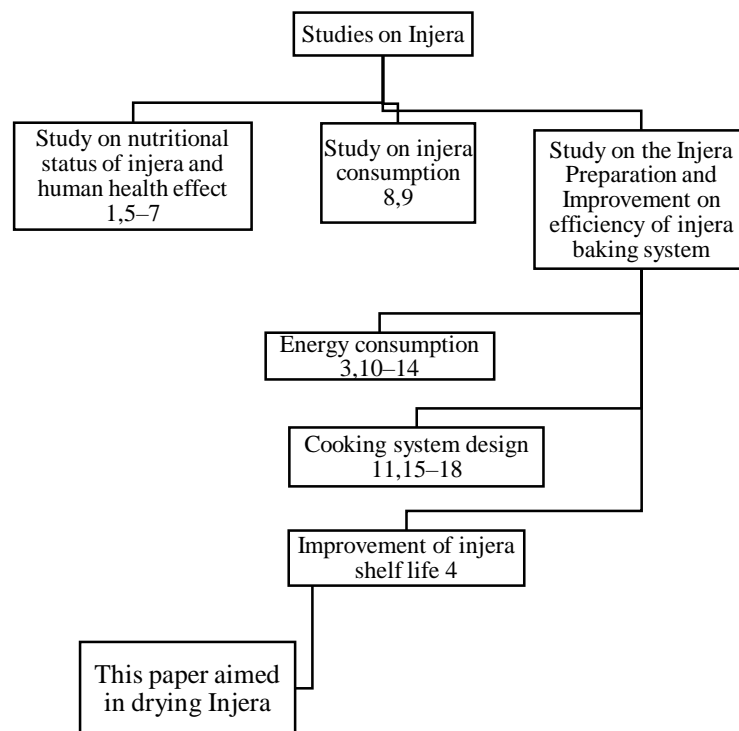 Studies on Injera
Study on nutritional
status of injera and
human health effect
1,5–7
Study on injera
consumption
8,9
Study on the Injera
Preparation and
Improvement on
efficiency of injera
baking system
Energy consumption
3,10–14
Cooking system design
11,15–18
Improvement of injera
shelf life 4
This paper aimed
in drying Injera